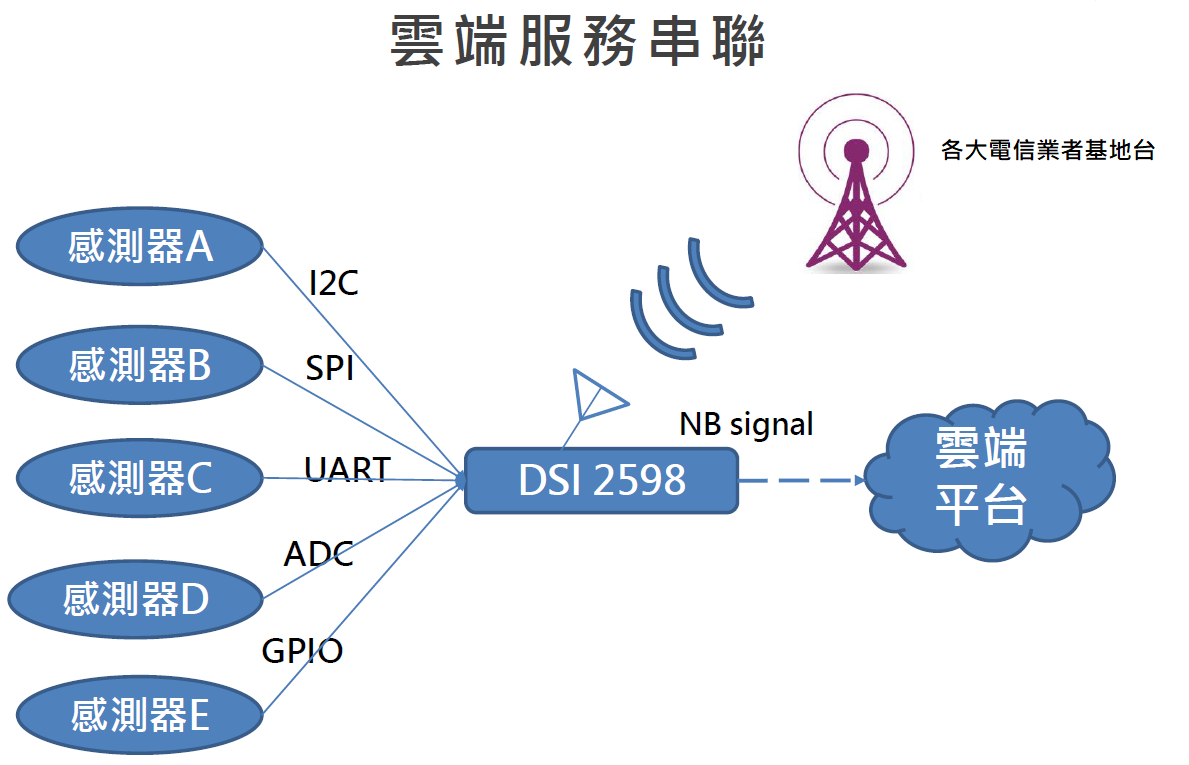 雲端服務串聯
各大電信業者基地台
感測器A
I2C
感測器B
SPI
感測器C
UART
感測器D
ADC
感測器E
GPIO
DSI 2598
NB signal
雲端
平台